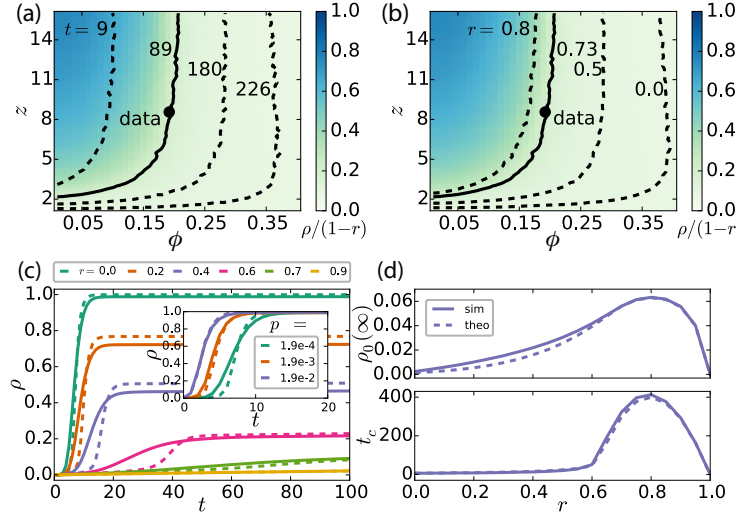 (a)
t = 9
89
180
226
data
z
16
12
8
4
2
0.05
0.15
0.25
0.35
ϕ
1.0
0.8
0.6
0.4
0.2
0.0
ρ/(1−r)
(b)
r = 0.8
0.73
0.5
0.0
data
z
16
12
8
4
2
0.05
0.15
0.25
0.35
ϕ
1.0
0.8
0.6
0.4
0.2
0.0
ρ/(1−r
(c)
r = 0.0 0.2 0.4 0.6 0.7 0.9
ρ
1.0
0.8
0.6
0.4
0.2
0.0
0 20 40 60 80 100
t
ρ
1.0
0.8
0.6
0.4
0.2
0.0
p =
1.9e-4
1.9e-3
1.9e-2
0 10 20
t
(d)
sim
theo
ρ0(∞)
0.06
0.04
0.02
0.00
tc
400
200
0
0.0 0.2 0.4 0.6 0.8 1.0
r